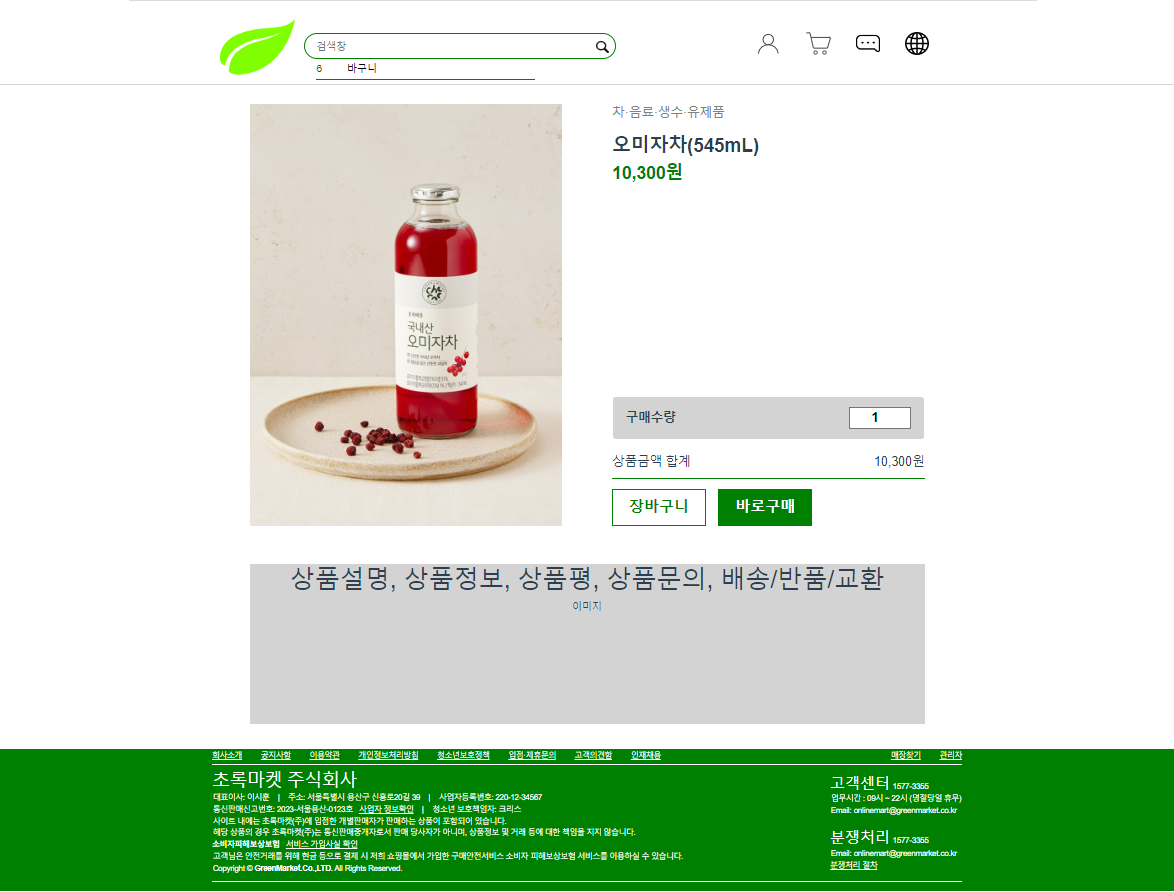 검색창
6 바구니
차·음료·생수·유제품
오미자차(545mL)
10,300원
국내산
오미자차
구매수량 1
상품금액 합계 10,300원
장바구니 바로구매
상품설명, 상품정보, 상품평, 상품문의, 배송/반품/교환
이미지
회사소개 공지사항 이용약관 개인정보처리방침 청소년보호정책 입점·제휴문의 고객의견함 인재채용 매장찾기 관리자
초록마켓 주식회사
대표이사: 이시훈 | 주소: 서울특별시 용산구 신흥로20길 39 | 사업자등록번호: 220-12-34567
통신판매신고번호: 2023-서울용산-0123호 사업자 정보확인 | 청소년 보호책임자: 크리스
사이트 내에는 초록마켓(주)에 입점한 개별판매자가 판매하는 상품이 포함되어 있습니다.
해당 상품의 경우 초록마켓(주)는 통신판매중개자로서 판매 당사자가 아니며, 상품정보 및 거래 등에 대한 책임을 지지 않습니다.
소비자피해보상보험 서비스 가입사실 확인
고객님은 안전거래를 위해 현금 등으로 결제 시 저희 쇼핑몰에서 가입한 구매안전서비스 소비자 피해보상보험 서비스를 이용하실 수 있습니다.
Copyright © GreenMarket.Co.,LTD. All Rights Reserved.
고객센터 1577-3355
업무시간 : 09시 ~ 22시 (명절당일 휴무)
Email: onlinemart@greenmarket.co.kr
분쟁처리 1577-3355
Email: onlinemart@greenmarket.co.kr
분쟁처리 절차